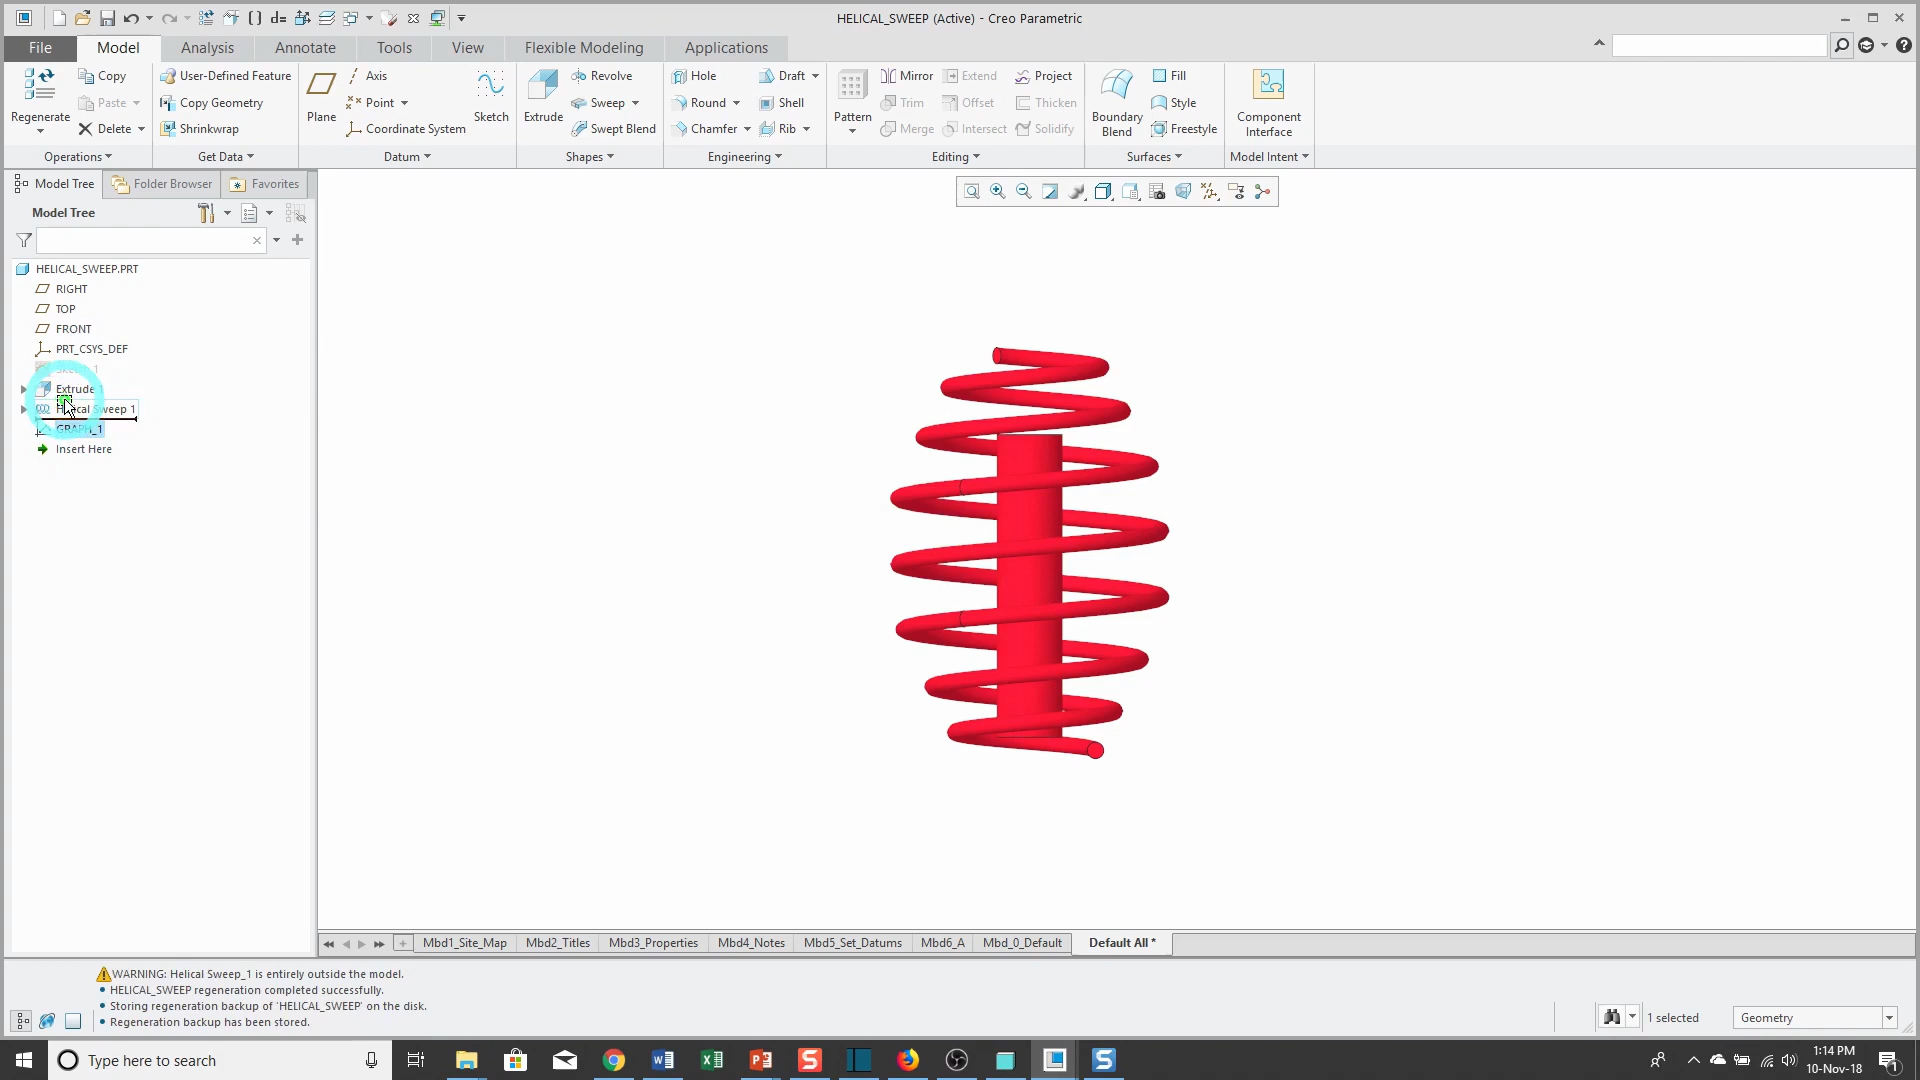 HELICAL_SWEEP (Active) - Creo Parametric
File Model Analysis Annotate Tools View Flexible Modeling Applications
Regenerate Copy Paste Delete
User-Defined Feature
Copy Geometry
Shrinkwrap
Plane Axis Point Coordinate System Sketch
Extrude Revolve Sweep Swept Blend
Hole Draft
Round Shell
Chamfer Rib
Pattern Mirror Extend Project
Trim Offset Thicken
Merge Intersect Solidify
Boundary Blend Fill Style Freestyle
Component Interface
Operations Get Data Datum Shapes Engineering Editing Surfaces Model Intent
Model Tree Folder Browser Favorites
Model Tree
HELICAL_SWEEP.PRT
RIGHT
TOP
FRONT
PRT_CSYS_DEF
Extrude 1
Sweep 1
GRAPH_1
Insert Here
Mbd1_Site_Map Mbd2_Titles Mbd3_Properties Mbd4_Notes Mbd5_Set_Datums Mbd6_A Mbd_0_Default Default All *
WARNING: Helical Sweep_1 is entirely outside the model.
• HELICAL_SWEEP regeneration completed successfully.
• Storing regeneration backup of 'HELICAL_SWEEP' on the disk.
• Regeneration backup has been stored.
1 selected
Geometry
Type here to search
1:14 PM
10-Nov-18